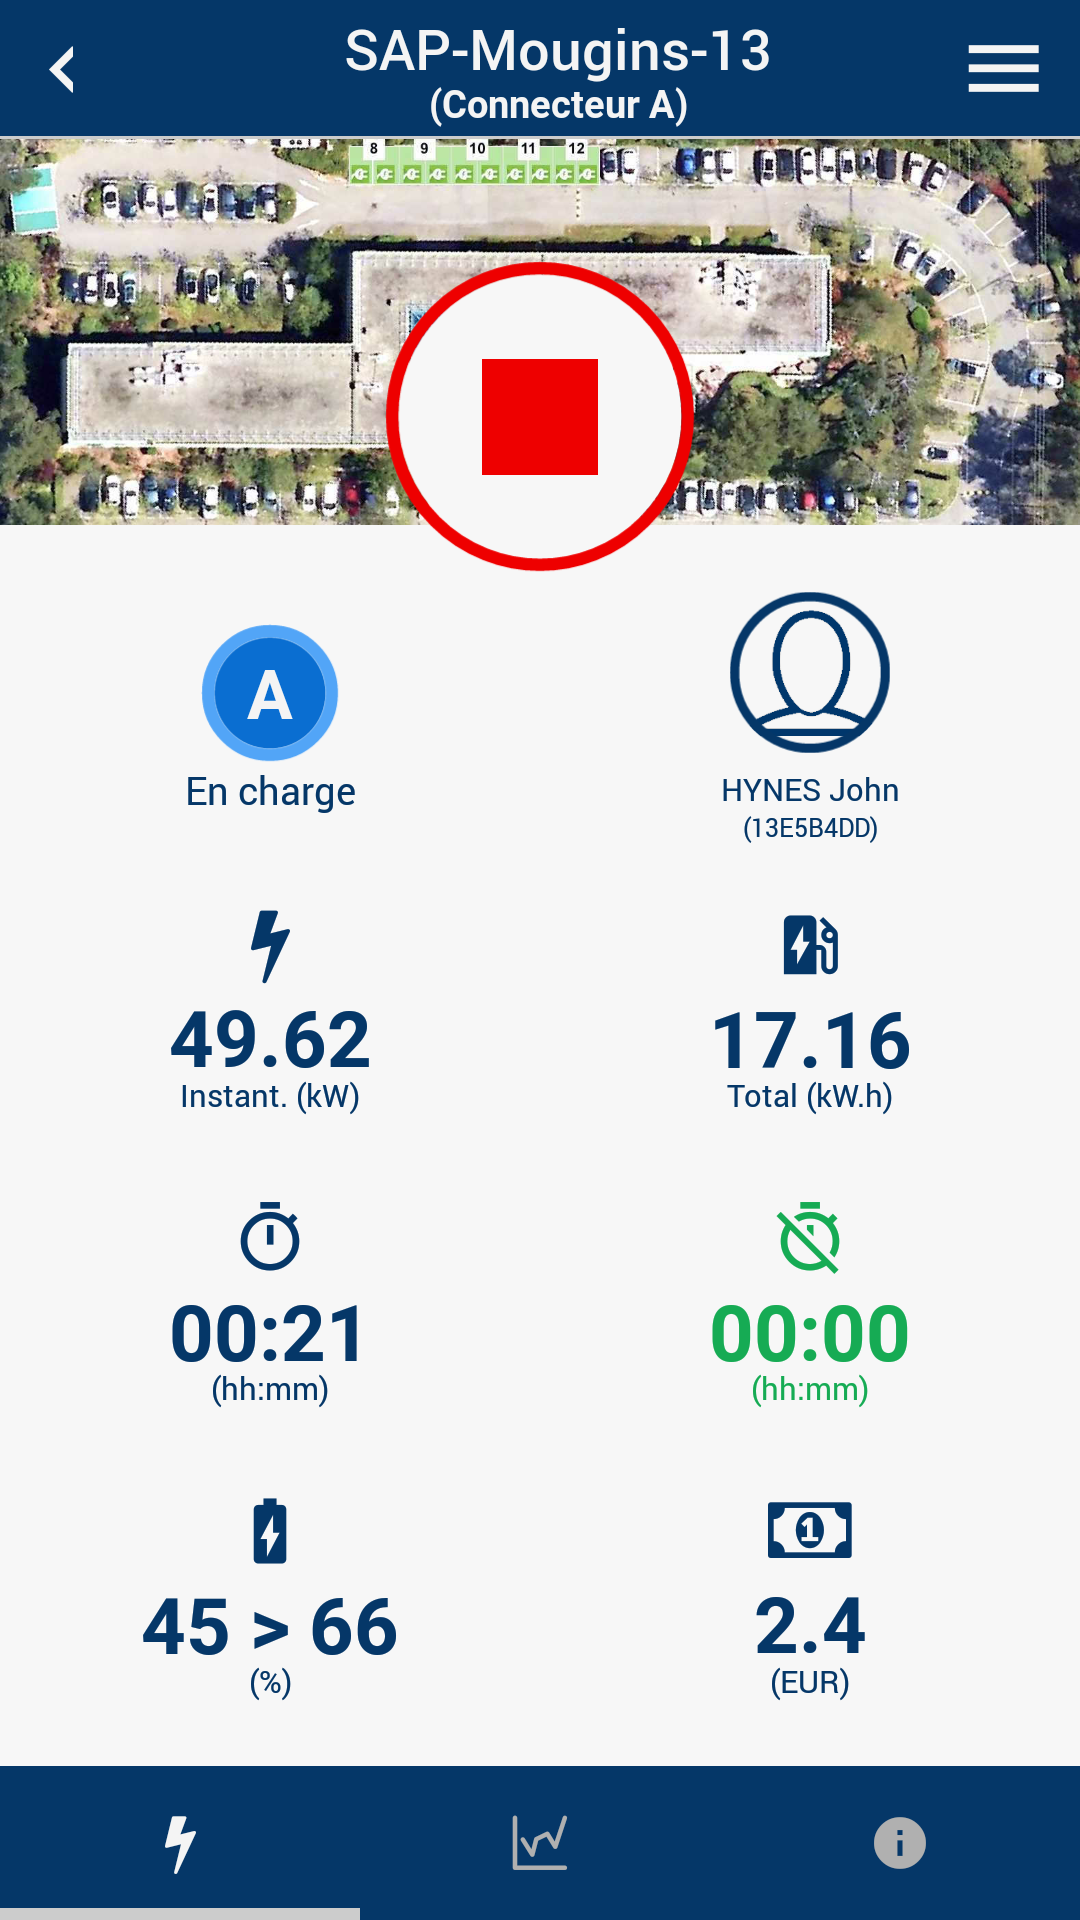 SAP-Mougins-13
(Connecteur A)
8 9 10 11 12
A
En charge
HYNES John
(13E5B4DD)
49.62
Instant. (kW)
17.16
Total (kW.h)
00:21
(hh:mm)
00:00
(hh:mm)
45 > 66
(%)
1
2.4
(EUR)